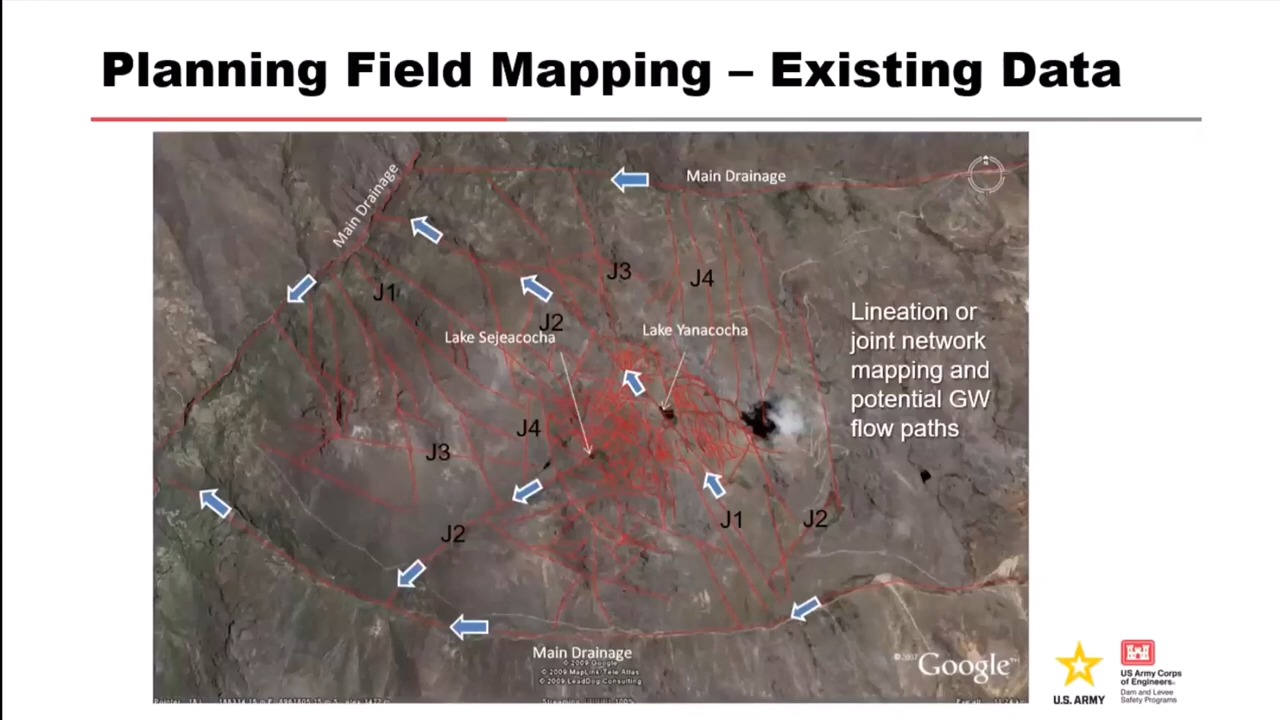 Planning Field Mapping – Existing Data
Main Drainage
Main Drainage
J3
J4
J1
J2
Lake Sejeacocha
Lake Yanacocha
Lineation or
joint network
mapping and
potential GW
flow paths
J4
J3
J1
J2
J2
Main Drainage
© 2009 Google
© 2009 MapLink/Tele Atlas
© 2009 LeadDog Consulting
Google™
U.S. ARMY
US Army Corps
of Engineers®
Dam and Levee
Safety Programs